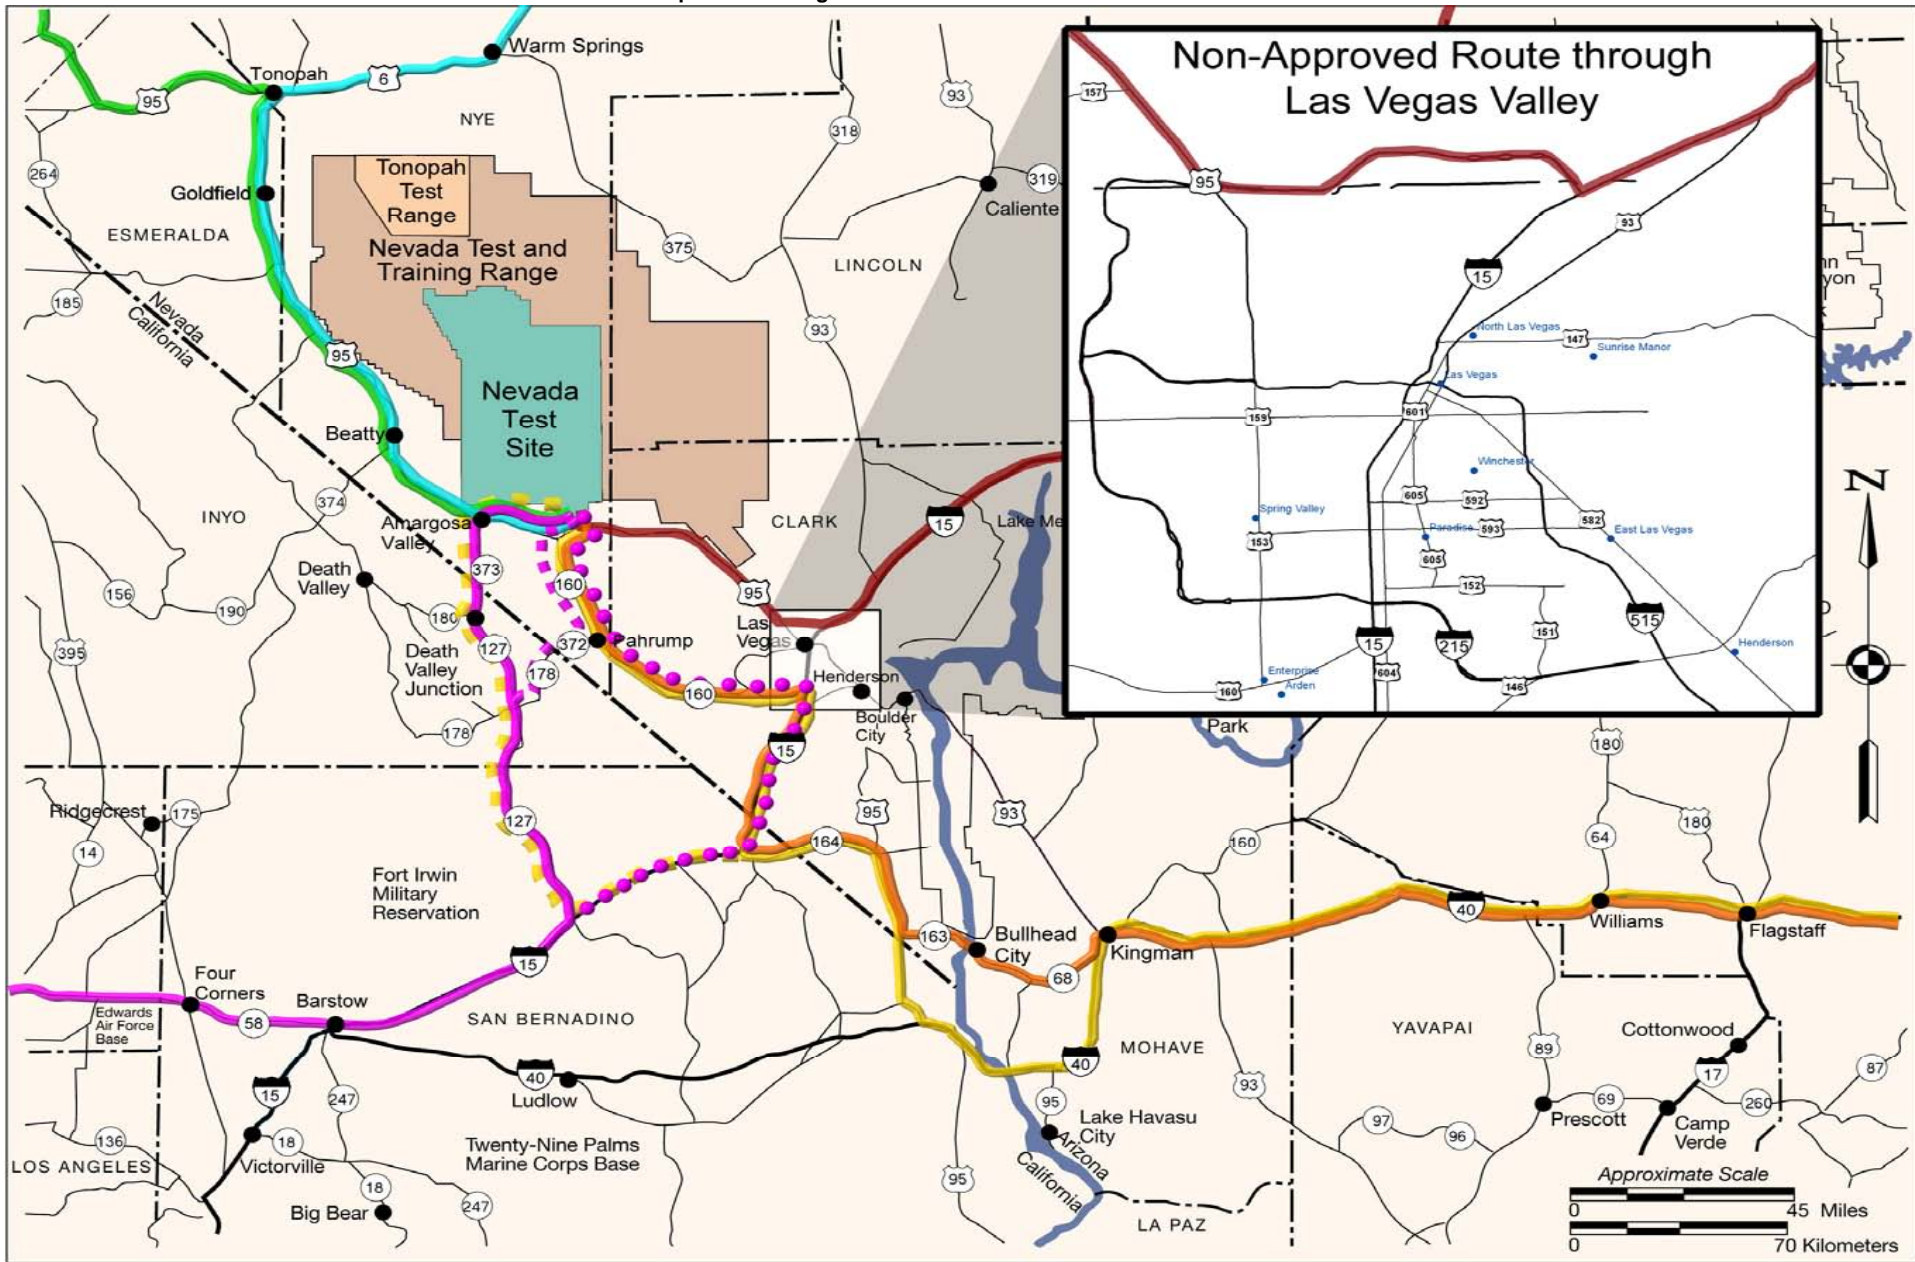 Warm Springs
Tonopah
6
95
NYE
93
318
264
Tonopah
Test
Range
Goldfield
319
Caliente
ESMERALDA
Nevada Test and
Training Range
375
LINCOLN
185
Nevada
California
93
95
Nevada
Test
Site
Beatty
374
INYO
Amargosa
Valley
CLARK
15
Lake Me
373
Death
Valley
160
95
156
190
180
Las
Vegas
395
127
372
Pahrump
Death
Valley
Junction
178
160
Henderson
178
Boulder
City
15
Park
180
Ridgecrest
175
127
95
93
180
14
164
160
64
Fort Irwin
Military
Reservation
40
Williams
Flagstaff
163
Bullhead
City
Kingman
15
68
Four
Corners
Barstow
Edwards
Air Force
Base
58
SAN BERNADINO
YAVAPAI
Cottonwood
MOHAVE
89
40
40
17
87
15
247
Ludlow
93
95
69
260
Lake Havasu
City
Prescott
Camp
Verde
97
96
136
18
Victorville
Twenty-Nine Palms
Marine Corps Base
LOS ANGELES
Arizona
California
18
95
247
Big Bear
LA PAZ
Approximate Scale
0 45 Miles
0 70 Kilometers
N
Non-Approved Route through
Las Vegas Valley
157
95
93
15
North Las Vegas
147
Sunrise Manor
Las Vegas
159
601
Winchester
605
592
Spring Valley
582
Paradise
593
East Las Vegas
153
605
152
515
151
15
215
Henderson
Enterprise
604
160
Arden
146